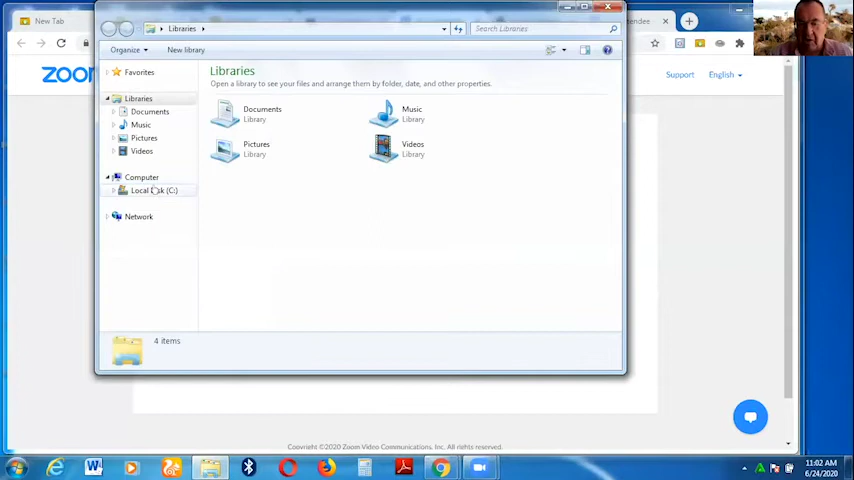 New Tab
endee
Libraries
Search Libraries
Organize
New library
zoom
Support
English
Favorites
Libraries
Documents
Music
Pictures
Videos
Computer
Local Disk (C:)
Network
Libraries
Open a library to see your files and arrange them by folder, date, and other properties.
Documents
Library
Music
Library
Pictures
Library
Videos
Library
4 items
Copyright ©2020 Zoom Video Communications, Inc. All rights reserved.
11:02 AM
6/24/2020